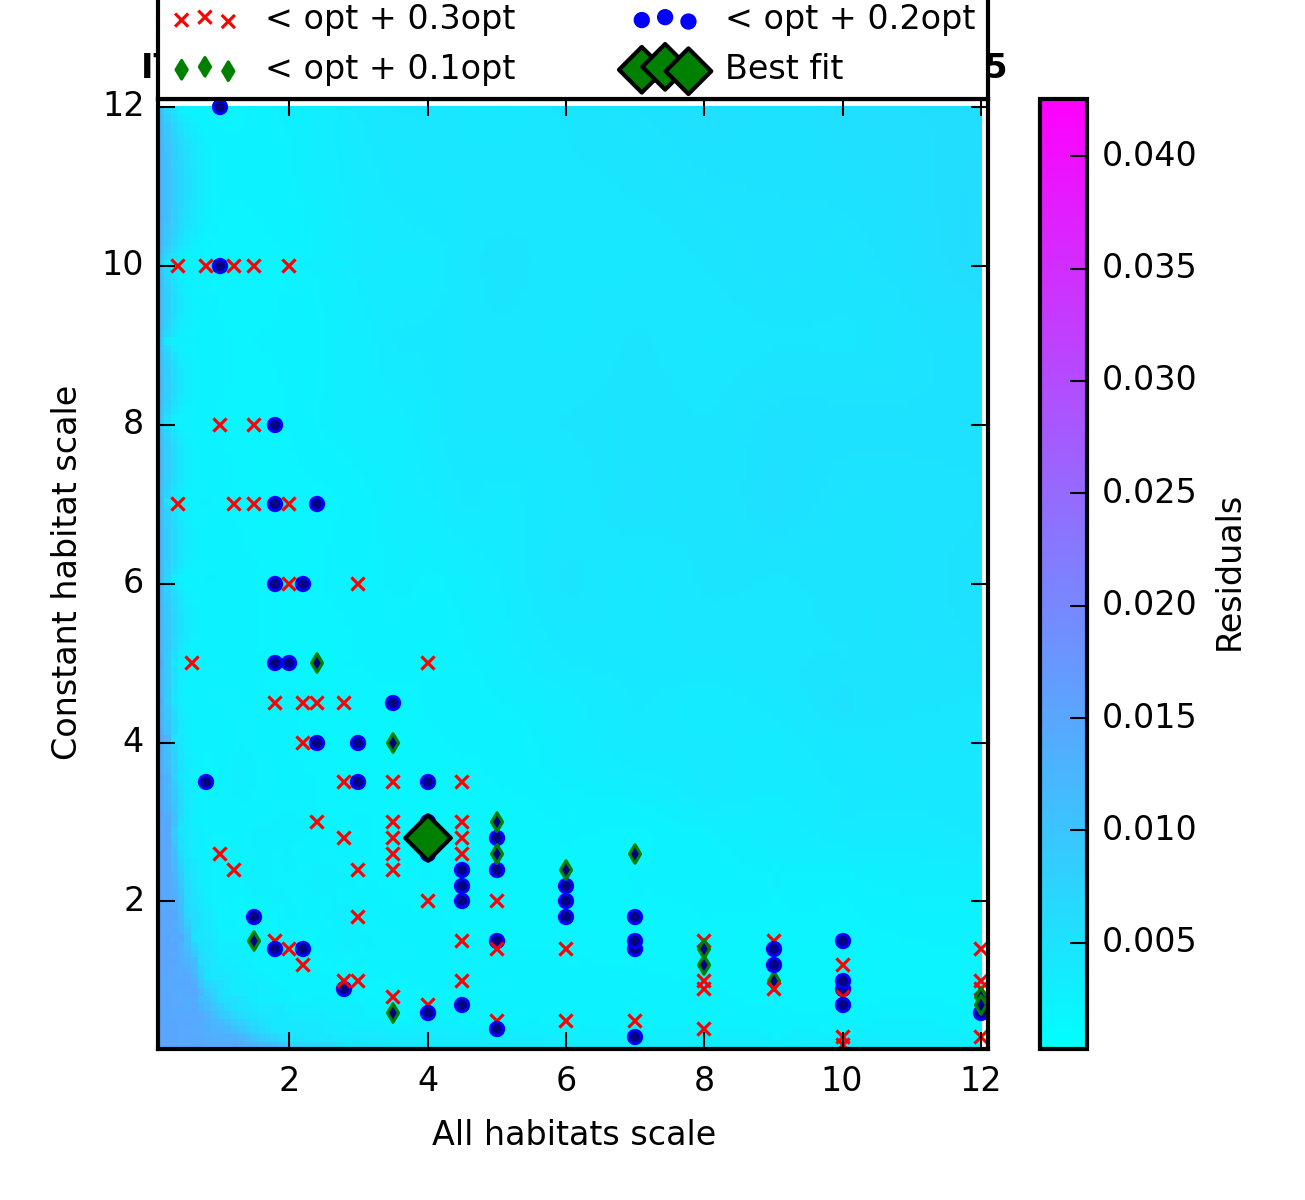 < opt + 0.3opt < opt + 0.2opt
< opt + 0.1opt Best fit
5
12
10
8
6
4
2
Constant habitat scale
2 4 6 8 10 12
All habitats scale
0.040
0.035
0.030
0.025
0.020
0.015
0.010
0.005
Residuals